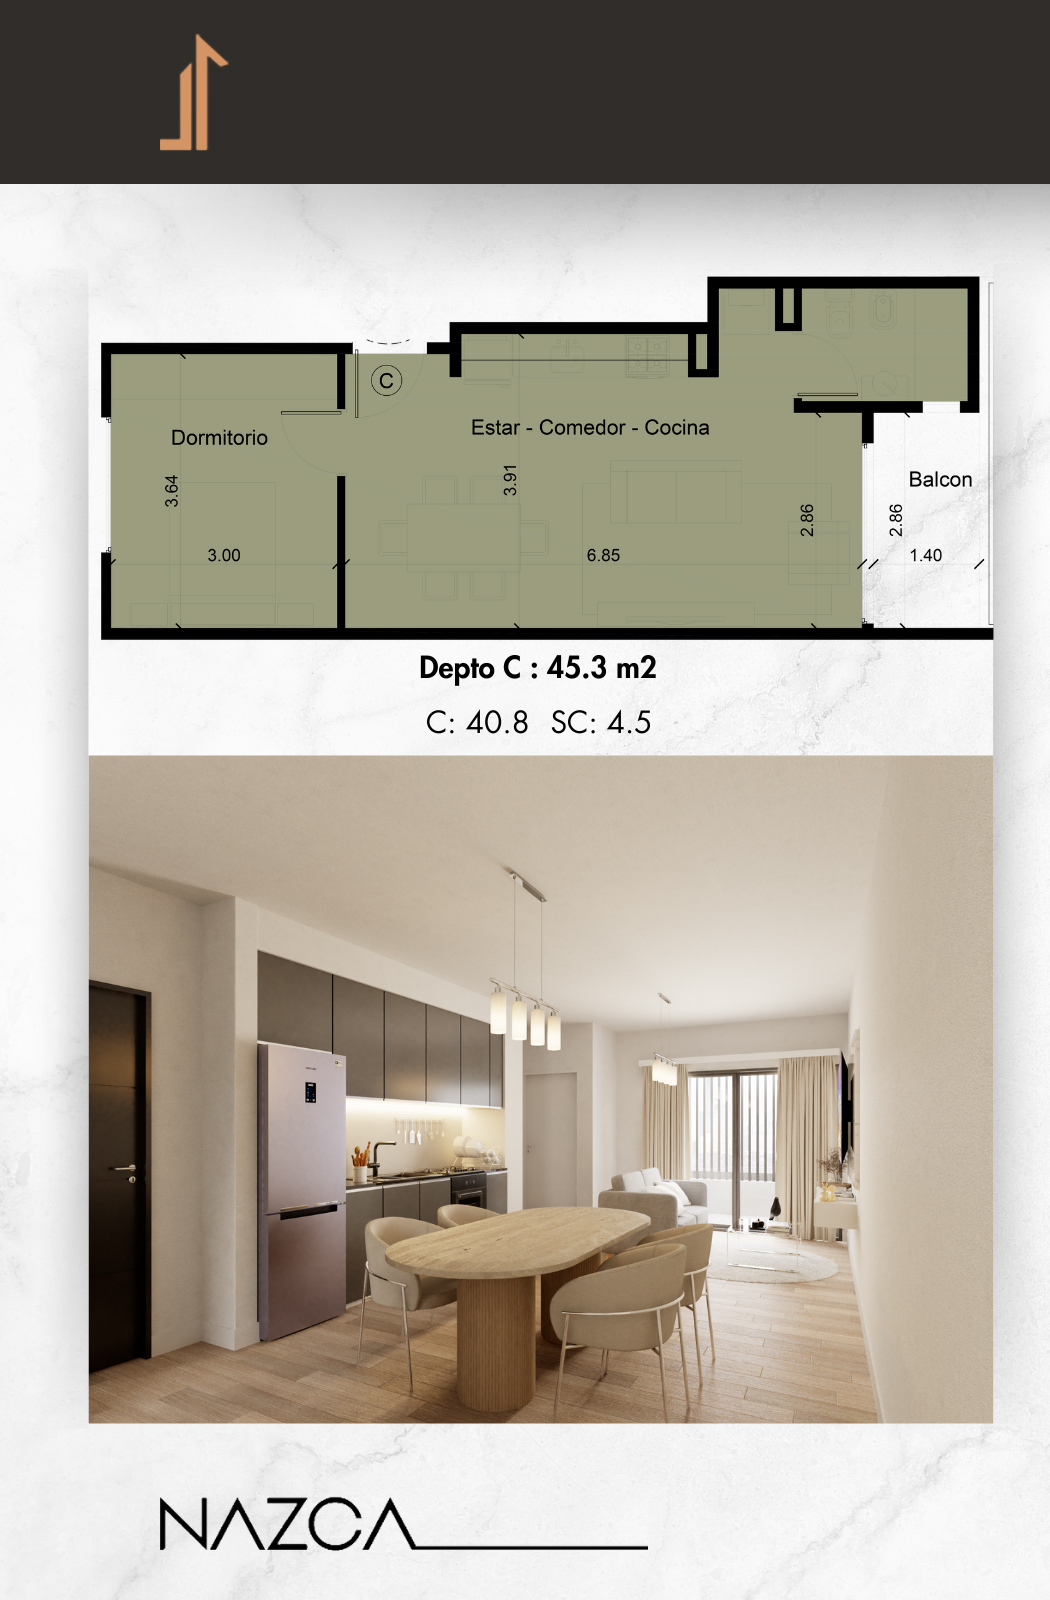 C
Dormitorio
Estar - Comedor - Cocina
Balcon
3.64
3.91
2.86
2.86
3.00
6.85
1.40
Depto C : 45.3 m2
C: 40.8 SC: 4.5
NAZCA